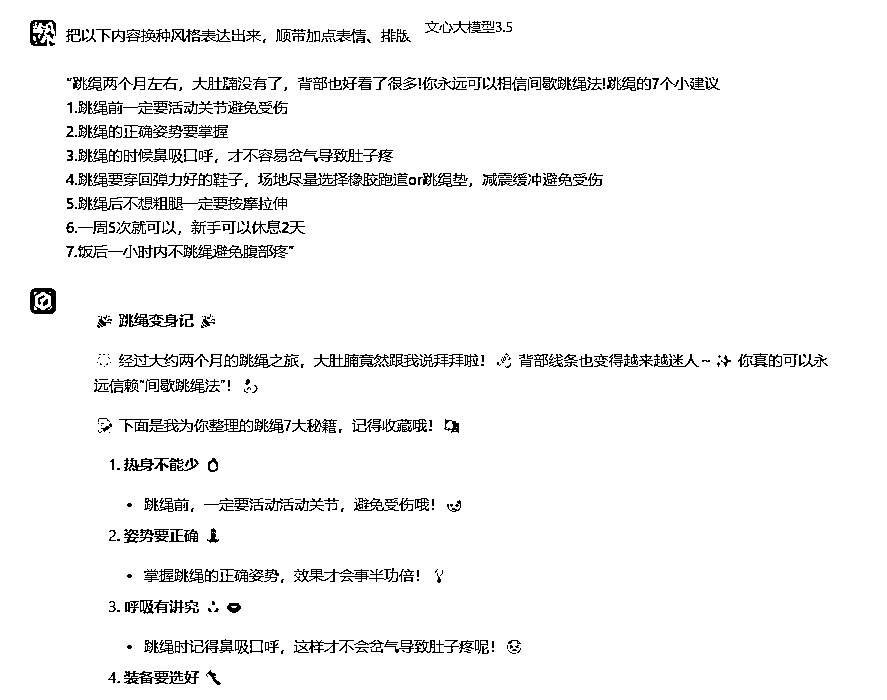 把以下内容换种风格表达出来，顺带加点表情、排版
文心大模型3.5
"跳绳两个月左右，大肚腩没有了，背部也好看了很多!你永远可以相信间歇跳绳法!跳绳的7个小建议
1.跳绳前一定要活动关节避免受伤
2.跳绳的正确姿势要掌握
3.跳绳的时候鼻吸口呼，才不容易岔气导致肚子疼
4.跳绳要穿回弹力好的鞋子，场地尽量选择橡胶跑道or跳绳垫，减震缓冲避免受伤
5.跳绳后不想粗腿一定要按摩拉伸
6.一周5次就可以，新手可以休息2天
7.饭后一小时内不跳绳避免腹部疼"
跳绳变身记
经过大约两个月的跳绳之旅，大肚腩竟然跟我说拜拜啦！背部线条也变得越来越迷人~ 你真的可以永
远信赖"间歇跳绳法"！
下面是我为你整理的跳绳7大秘籍，记得收藏哦！
1. 热身不能少
• 跳绳前，一定要活动活动关节，避免受伤哦！
2. 姿势要正确
• 掌握跳绳的正确姿势，效果才会事半功倍！
3. 呼吸有讲究
• 跳绳时记得鼻吸口呼，这样才不会岔气导致肚子疼呢！
4. 装备要选好